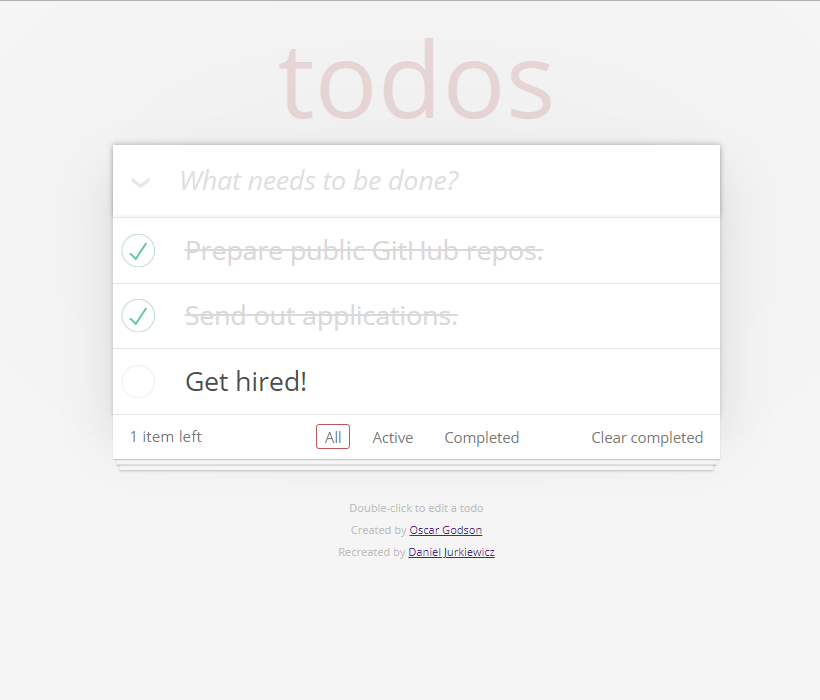 todos
What needs to be done?
Prepare public GitHub repos.
Send out applications.
Get hired!
1 item left All Active Completed Clear completed
Double-click to edit a todo
Created by Oscar Godson
Recreated by Daniel Jurkiewicz